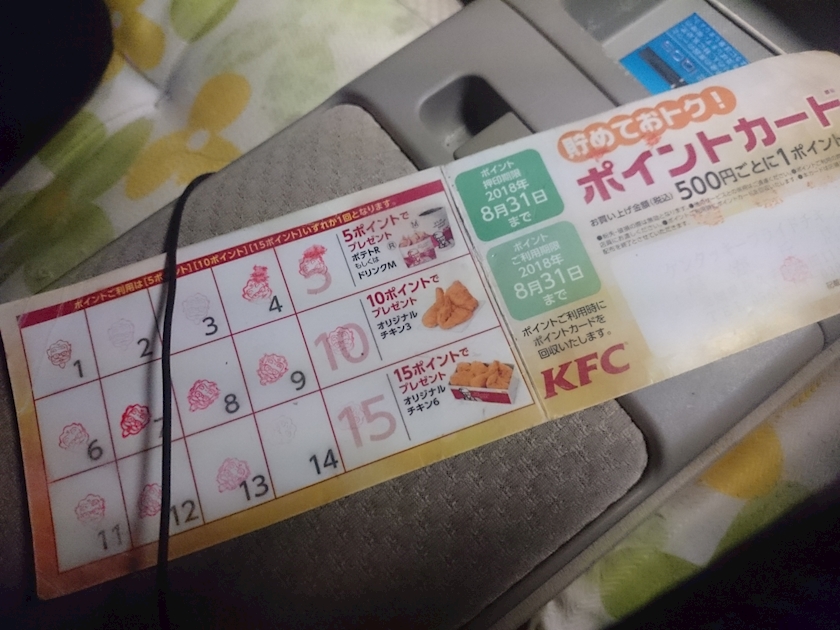 ポイントご利用は[5ポイント][10ポイント][15ポイント]いずれか1回となります。
1
2
3
4
5
5ポイントで
プレゼント
ポテトR
もしくは
ドリンクM
R
M
6
7
8
9
10
10ポイントで
プレゼント
オリジナル
チキン3
11
12
13
14
15
15ポイントで
プレゼント
オリジナル
チキン6
ポイント
押印期限
2018年
8月31日
まで
ポイント
ご利用期限
2018年
8月31日
まで
ポイントご利用時に
ポイントカードを
回収いたします。
KFC
貯めておトク!
ポイントカード
お買い上げ金額(税込)
500円ごとに1ポイント